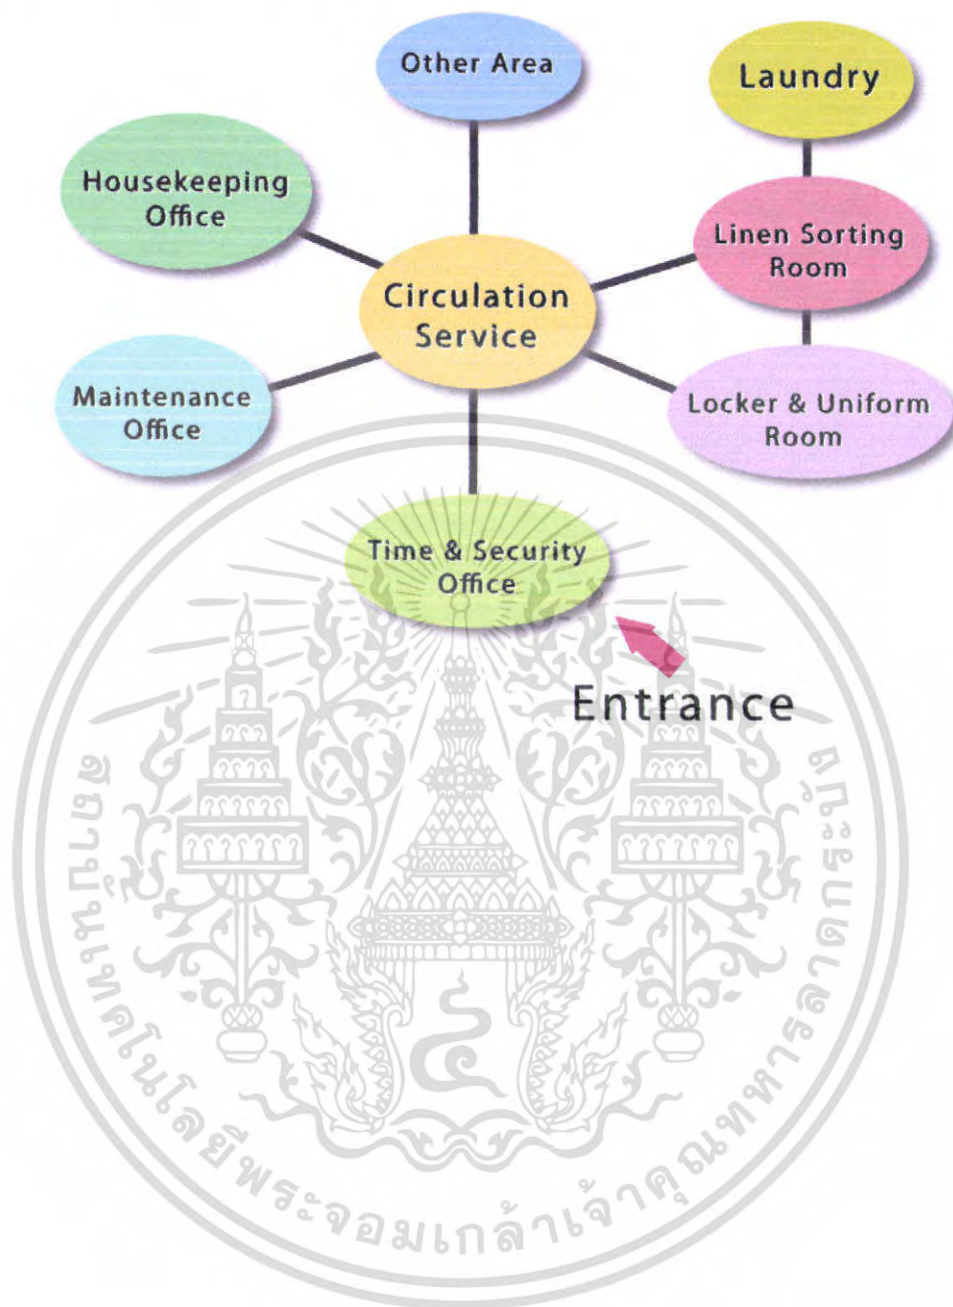 Other Area
Laundry
Housekeeping
Office
Linen Sorting
Room
Circulation
Service
Maintenance
Office
Locker & Uniform
Room
Time & Security
Office
Entrance
สถาบันเทคโนโลยีพระจอมเกล้าเจ้าคุณทหารลาดกระบัง